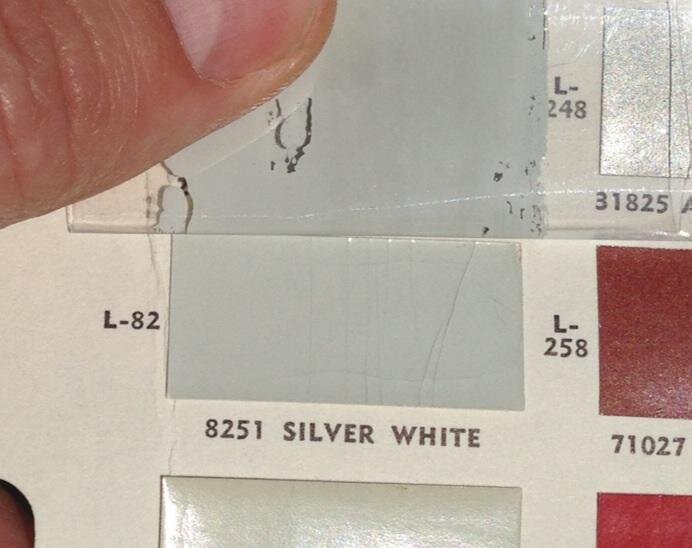 L-
248
31825 A
L-82
L-
258
8251 SILVER WHITE
71027